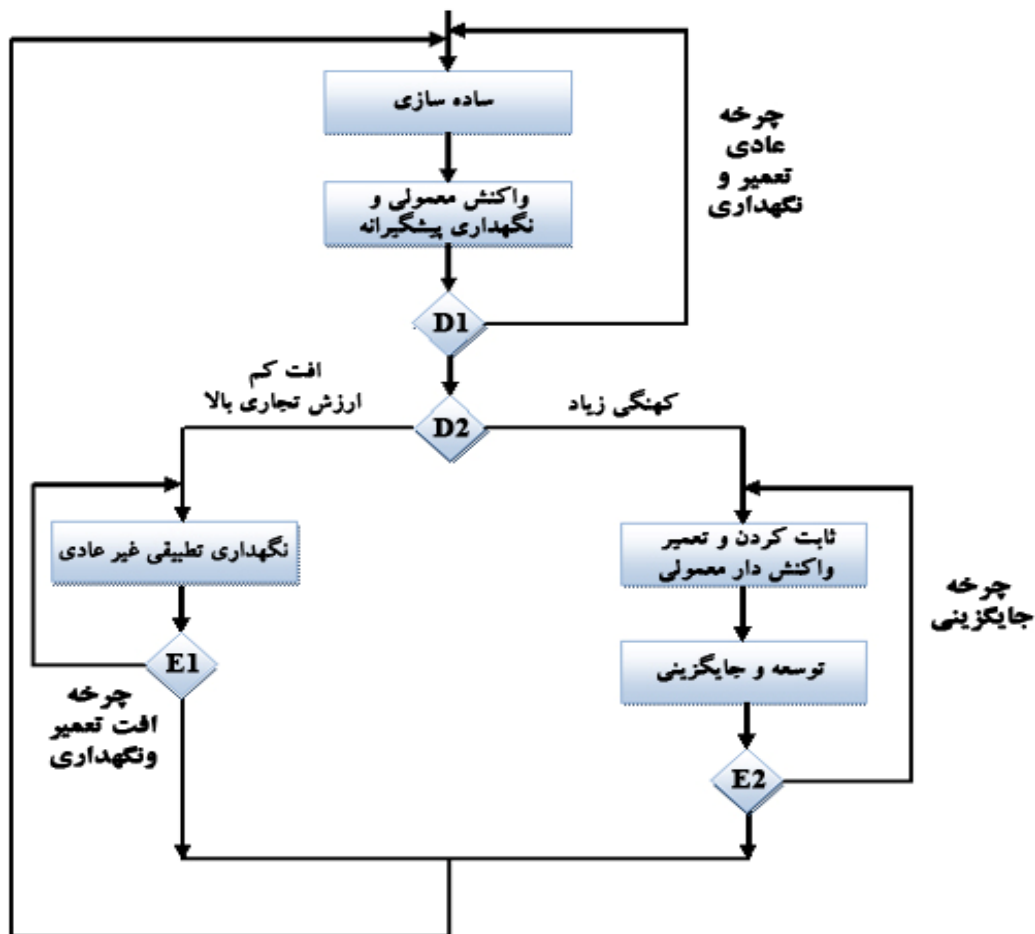 ساده سازی
چرخه
عادی
تعمیر و
نگهداری
واکنش معمولی و
نگهداری پیشگیرانه
D1
افت کم
ارزش تجاری بالا
کهنگی زیاد
D2
نگهداری تطبیقی غیر عادی
ثابت کردن و تعمیر
واکنش دار معمولی
چرخه
جایگزینی
E1
توسعه و جایگزینی
چرخه
افت تعمیر
ونگهداری
E2